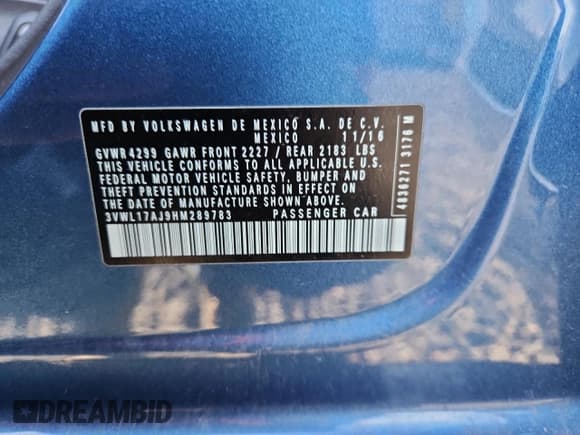 MFD BY VOLKSWAGEN DE MEXICO S.A. DE C.V.
MEXICO 11/16
GVWR 4299 GAWR FRONT 2227 / REAR 2183 LBS
THIS VEHICLE CONFORMS TO ALL APPLICABLE U.S.
FEDERAL MOTOR VEHICLE SAFETY, BUMPER AND
THEFT PREVENTION STANDARDS IN EFFECT ON
THE DATE OF MANUFACTURE SHOWN ABOVE.
3VWL17AJ9HM289783 PASSENGER CAR
4636271 3176 M
DREAMBID